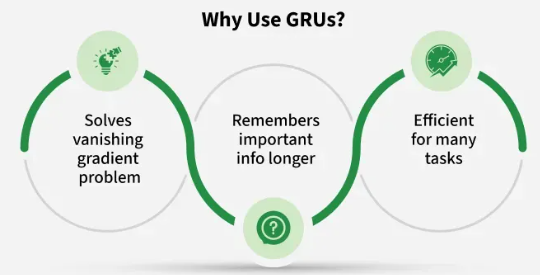 Why Use GRUs?
Solves
vanishing
gradient
problem
Remembers
important
info longer
Efficient
for many
tasks
?